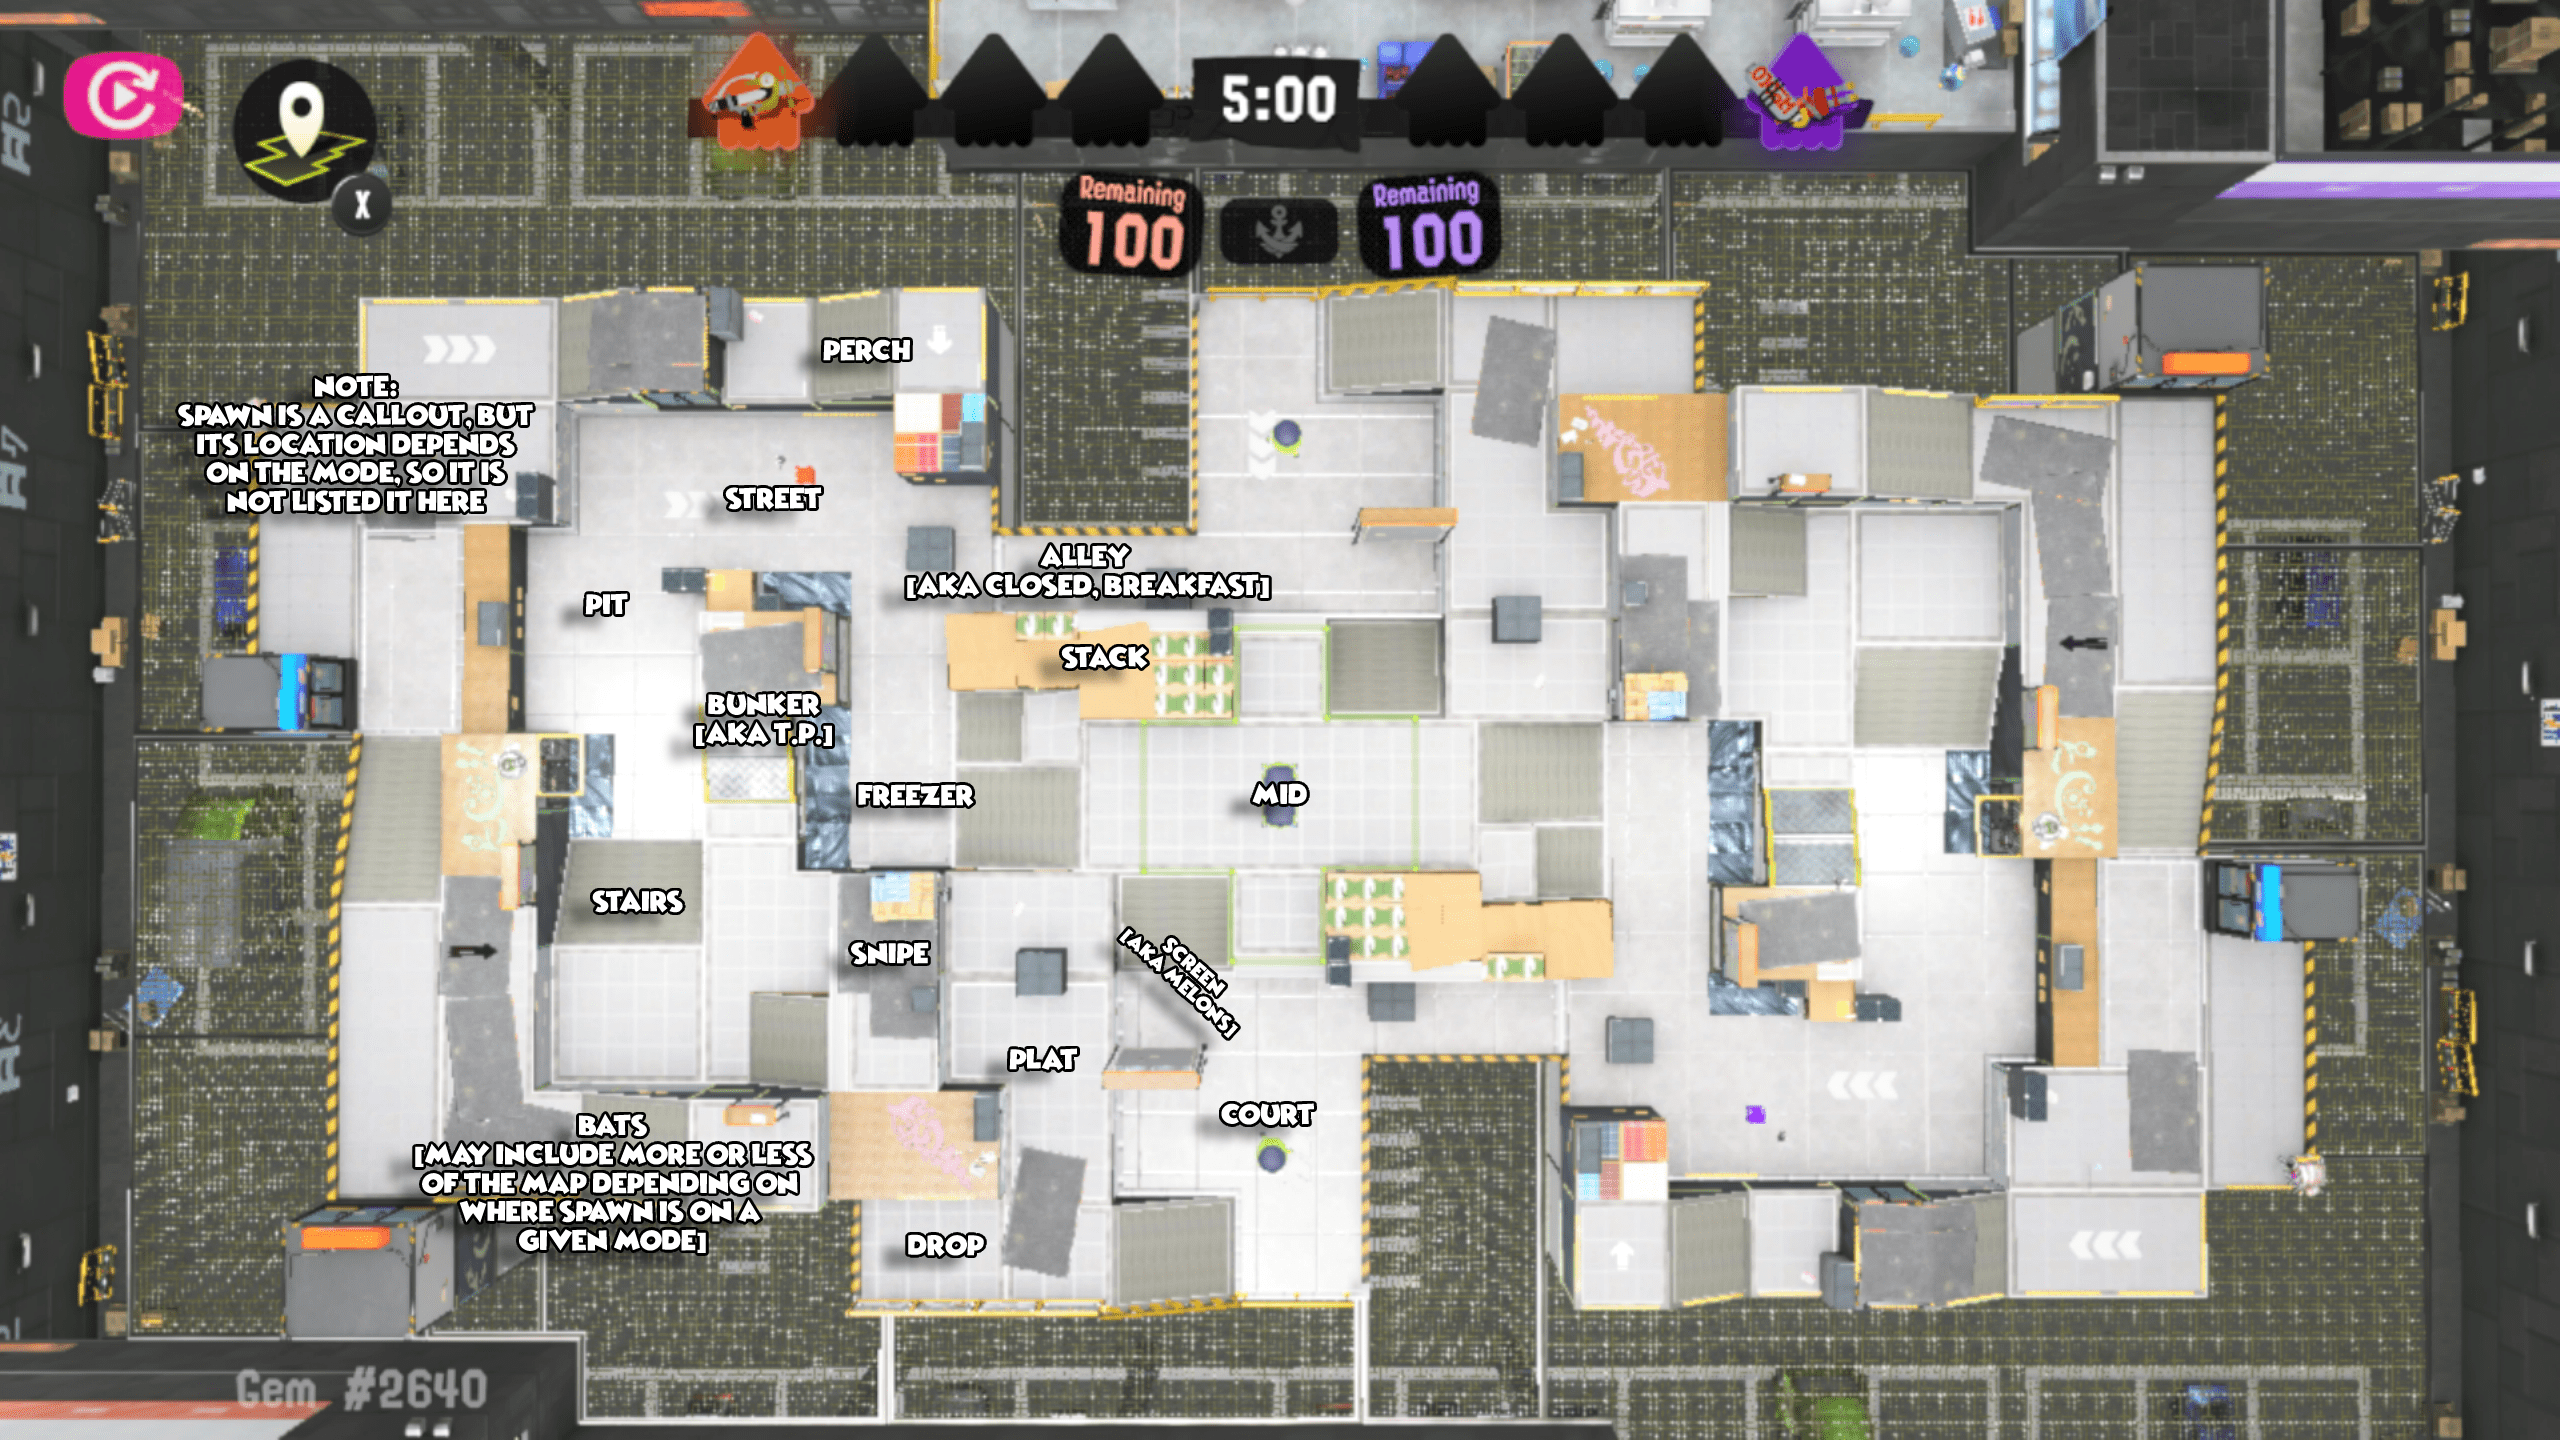 5:00
Remaining
100
Remaining
100
X
PERCH
NOTE:
SPAWN IS A CALLOUT, BUT
ITS LOCATION DEPENDS
ON THE MODE, SO IT IS
NOT LISTED IT HERE
STREET
ALLEY
[AKA CLOSED, BREAKFAST]
PIT
STACK
BUNKER
[AKA T.P.]
FREEZER
MID
STAIRS
SNIPE
SCREEN
[AKA MELONS]
PLAT
COURT
BATS
[MAY INCLUDE MORE OR LESS
OF THE MAP DEPENDING ON
WHERE SPAWN IS ON A
GIVEN MODE]
DROP
Gem #2640